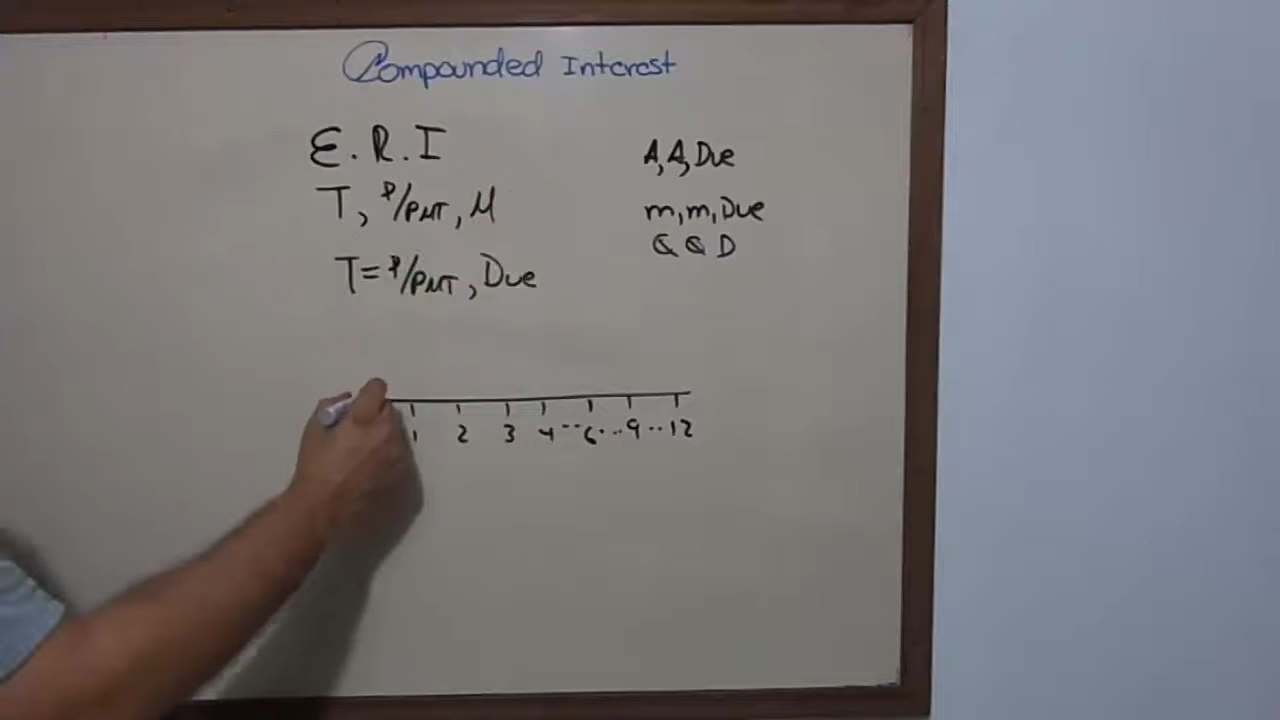 Compounded Interest
E.R.I
T, P/PMT, M
T=P/PMT, Due
A, A, Due
m, m, Due
Q Q D
1 2 3 4 -- 6 ... 9 .. 12